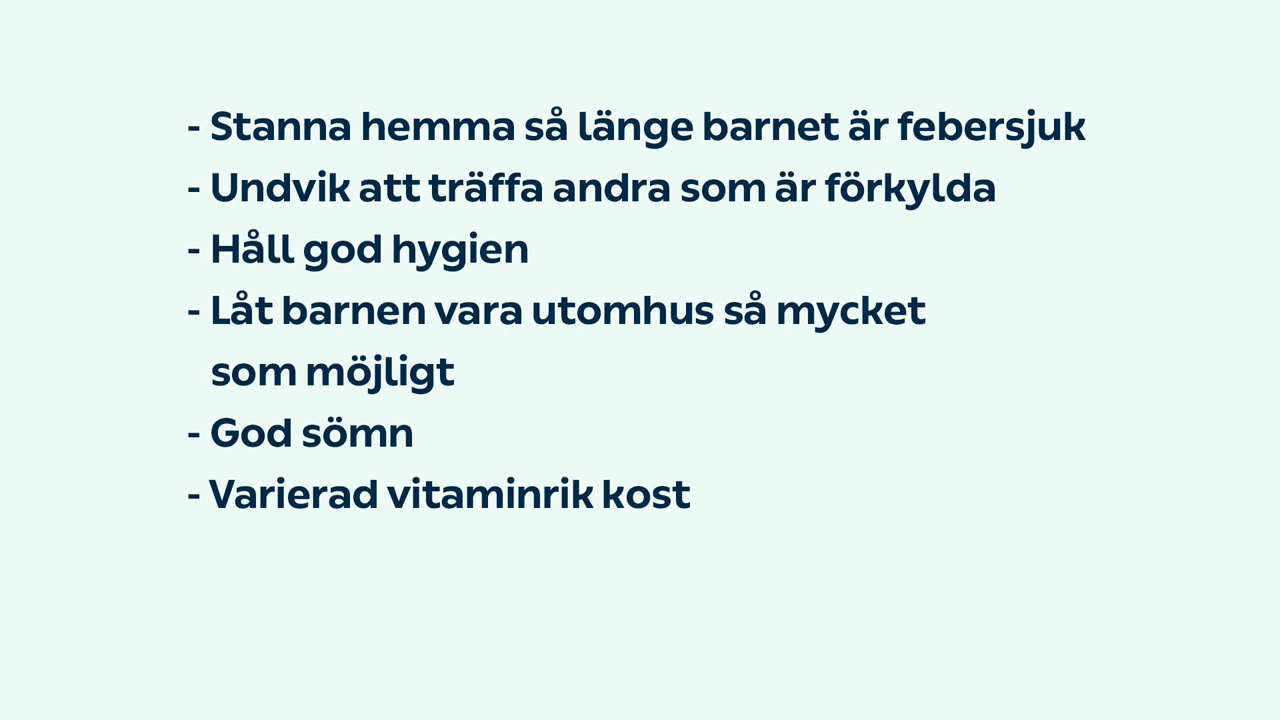 - Stanna hemma så länge barnet är febersjuk
- Undvik att träffa andra som är förkylda
- Håll god hygien
- Låt barnen vara utomhus så mycket
som möjligt
- God sömn
- Varierad vitaminrik kost